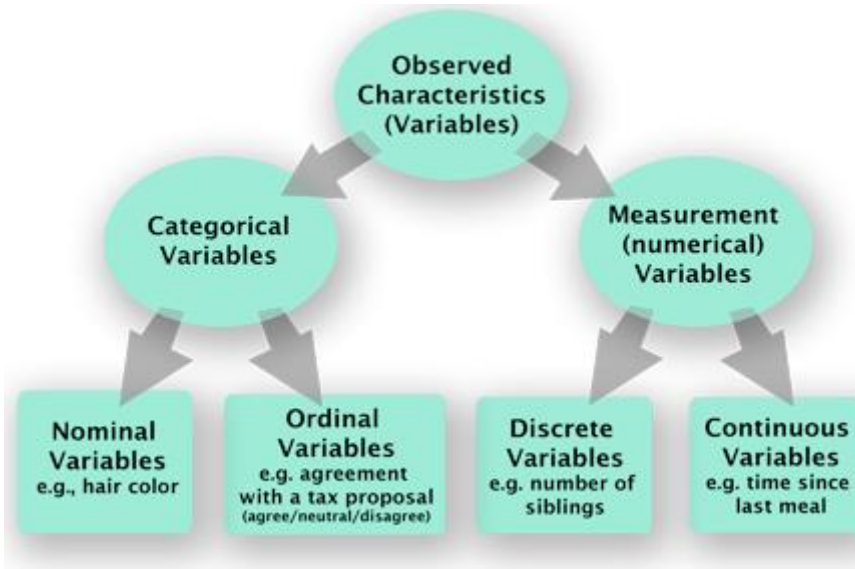 Observed
Characteristics
(Variables)
Categorical
Variables
Measurement
(numerical)
Variables
Nominal
Variables
e.g., hair color
Ordinal
Variables
e.g. agreement
with a tax proposal
(agree/neutral/disagree)
Discrete
Variables
e.g. number of
siblings
Continuous
Variables
e.g. time since
last meal